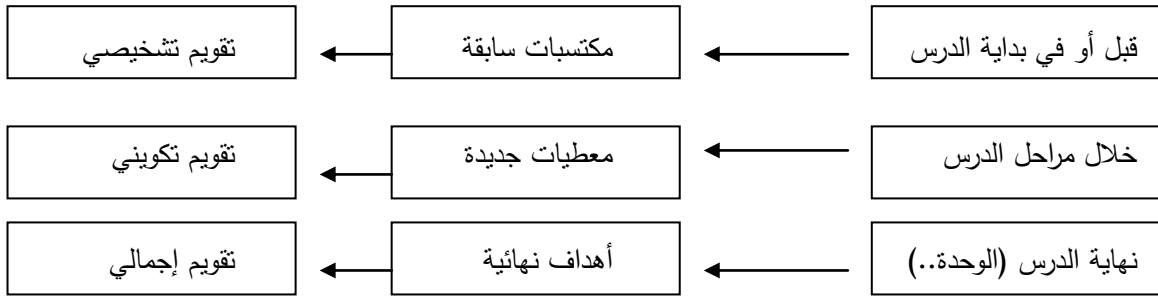 قبل أو في بداية الدرس
مكتسبات سابقة
تقويم تشخيصي
خلال مراحل الدرس
معطيات جديدة
تقويم تكويني
نهاية الدرس (الوحدة..)
أهداف نهائية
تقويم إجمالي